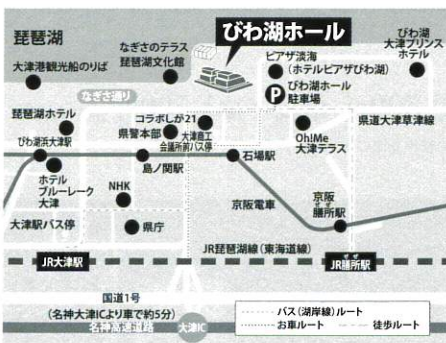 琵琶湖
びわ湖ホール
なぎさのテラス
琵琶湖文化館
大津港観光船のりば
ピアザ淡海
(ホテルピアザびわ湖)
びわ湖
大津プリンス
ホテル
P びわ湖ホール
駐車場
なぎさ通り
琵琶湖ホテル
コラボしが21
県警本部
大津商工
会議所前バス停
Oh!Me
大津テラス
県道大津草津線
びわ湖浜大津駅
島ノ関駅
石場駅
ホテル
ブルーレーク
大津
NHK
京阪電車
京阪
膳所駅
ぜぜ
大津駅バス停
県庁
JR琵琶湖線(東海道線)
JR大津駅
JR膳所駅
ぜぜ
国道1号
(名神大津ICより車で約5分)
名神高速道路
大津IC
バス(湖岸線)ルート
お車ルート
徒歩ルート